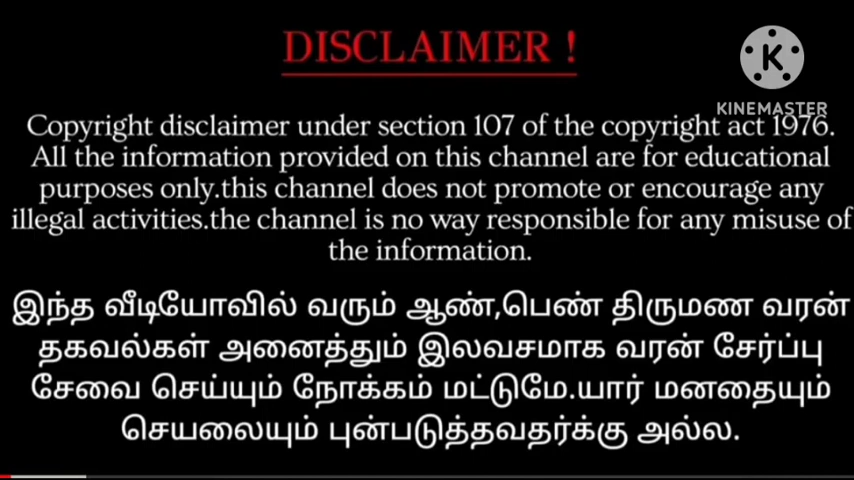 DISCLAIMER !
K
KINEMASTER
Copyright disclaimer under section 107 of the copyright act 1976.
All the information provided on this channel are for educational
purposes only.this channel does not promote or encourage any
illegal activities.the channel is no way responsible for any misuse of
the information.
இந்த வீடியோவில் வரும் ஆண்,பெண் திருமண வரன்
தகவல்கள் அனைத்தும் இலவசமாக வரன் சேர்ப்பு
சேவை செய்யும் நோக்கம் மட்டுமே.யார் மனதையும்
செயலையும் புன்படுத்தவதர்க்கு அல்ல.